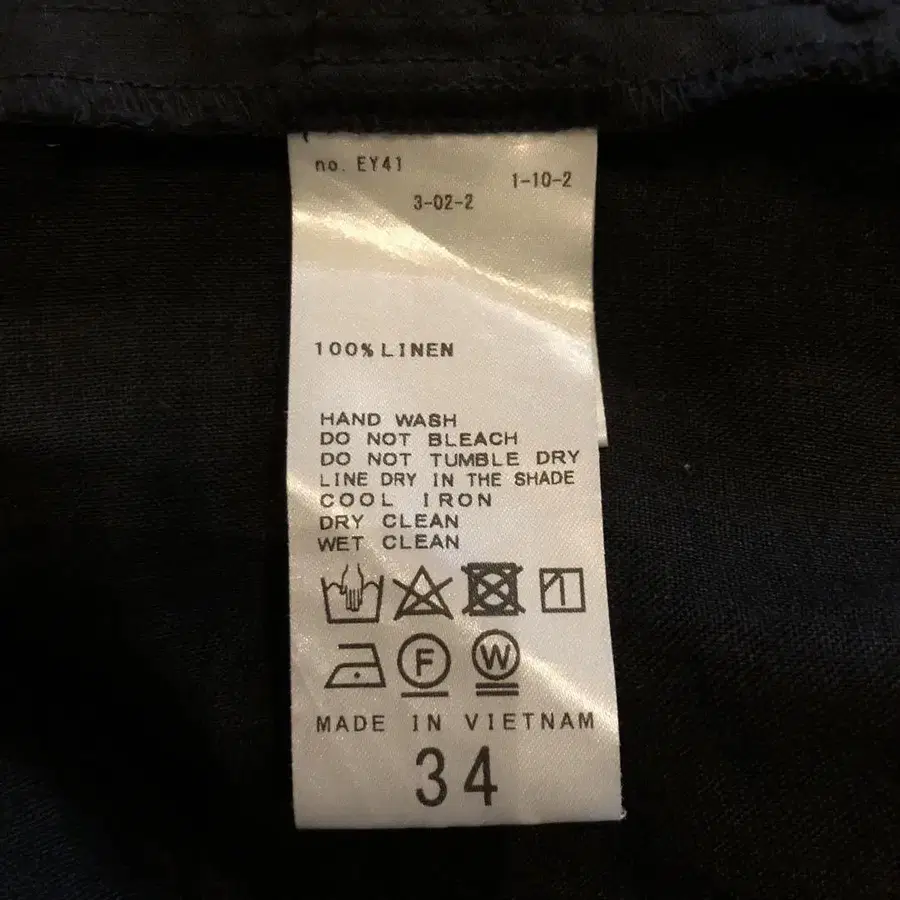 no. EY41
1-10-2
3-02-2
100% LINEN
HAND WASH
DO NOT BLEACH
DO NOT TUMBLE DRY
LINE DRY IN THE SHADE
COOL IRON
DRY CLEAN
WET CLEAN
F W
MADE IN VIETNAM
34